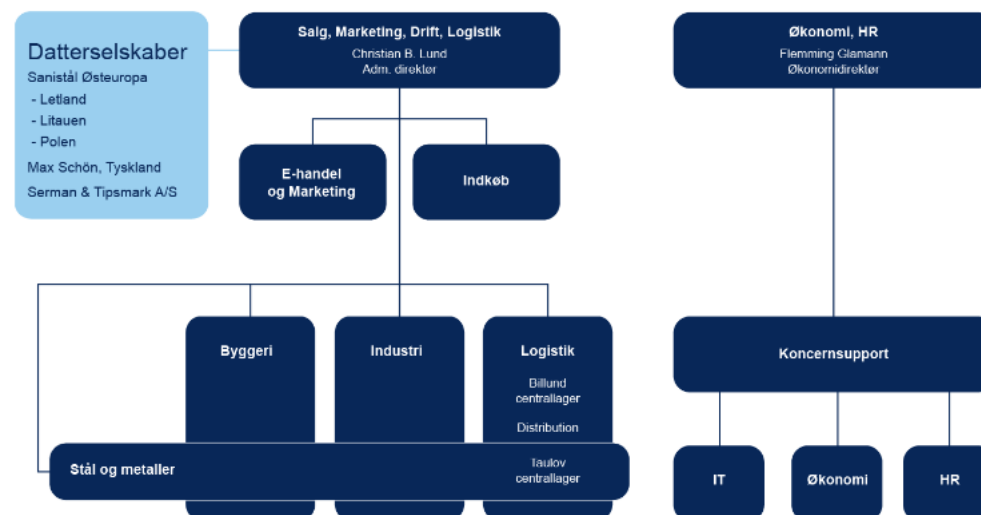 Datterselskaber
Sanistål Østeuropa
- Letland
- Litauen
- Polen
Max Schön, Tyskland
Serman & Tipsmark A/S
Salg, Marketing, Drift, Logistik
Christian B. Lund
Adm. direktør
Økonomi, HR
Flemming Glamann
Økonomidirektør
E-handel
og Marketing
Indkøb
Byggeri
Industri
Logistik
Billund
centrallager
Distribution
Stål og metaller
Taulov
centrallager
Koncernsupport
IT
Økonomi
HR